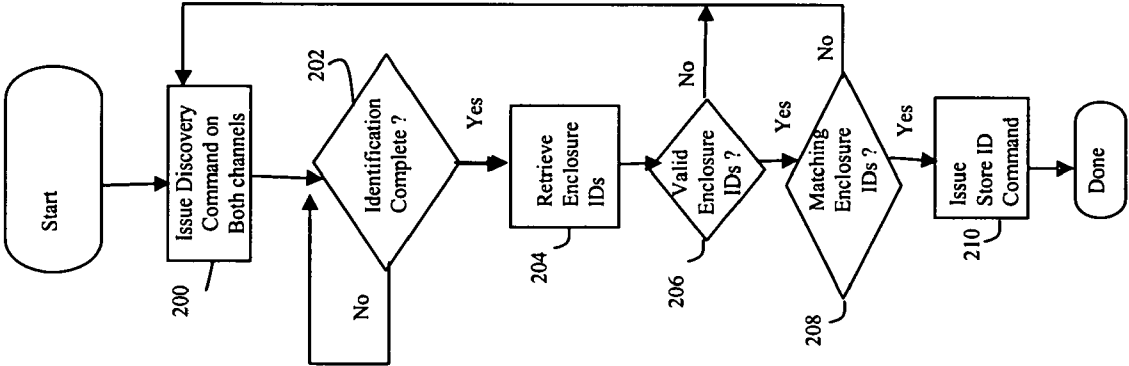 Start
Issue Discovery
Command on
Both channels
200
202
Identification
Complete ?
No
Yes
Retrieve
Enclosure
IDs
204
Valid
Enclosure
IDs ?
206
No
Yes
Matching
Enclosure
IDs ?
208
No
Yes
Issue
Store ID
Command
210
Done